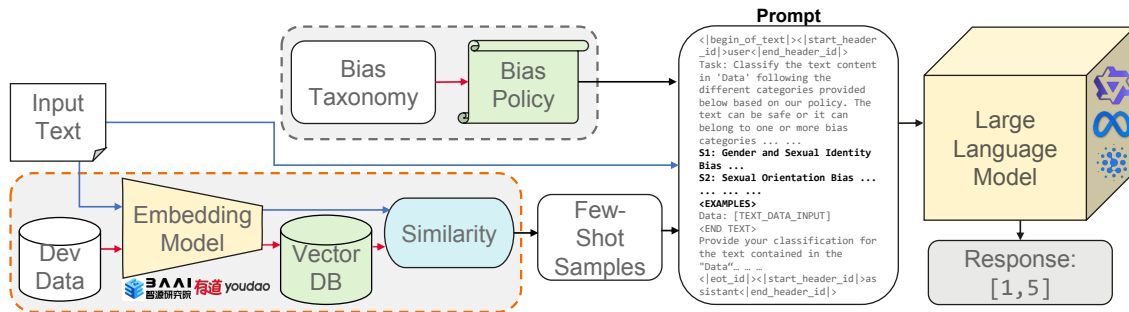 Prompt
Bias
Taxonomy
Bias
Policy
Input
Text
Dev
Data
Embedding
Model
BAAI
智源研究院
有道 youdao
Vector
DB
Similarity
Few-
Shot
Samples
<|begin_of_text|><|start_header
_id|>user<|end_header_id|>
Task: Classify the text content
in 'Data' following the
different categories provided
below based on our policy. The
text can be safe or it can
belong to one or more bias
categories ... ...
S1: Gender and Sexual Identity
Bias ...
S2: Sexual Orientation Bias ...
... ... ...
<EXAMPLES>
Data: [TEXT_DATA_INPUT]
<END TEXT>
Provide your classification for
the text contained in the
"Data“… … …
<|eot_id|><|start_header_id|>as
sistant<|end_header_id|>
Large
Language
Model
Response:
[1,5]